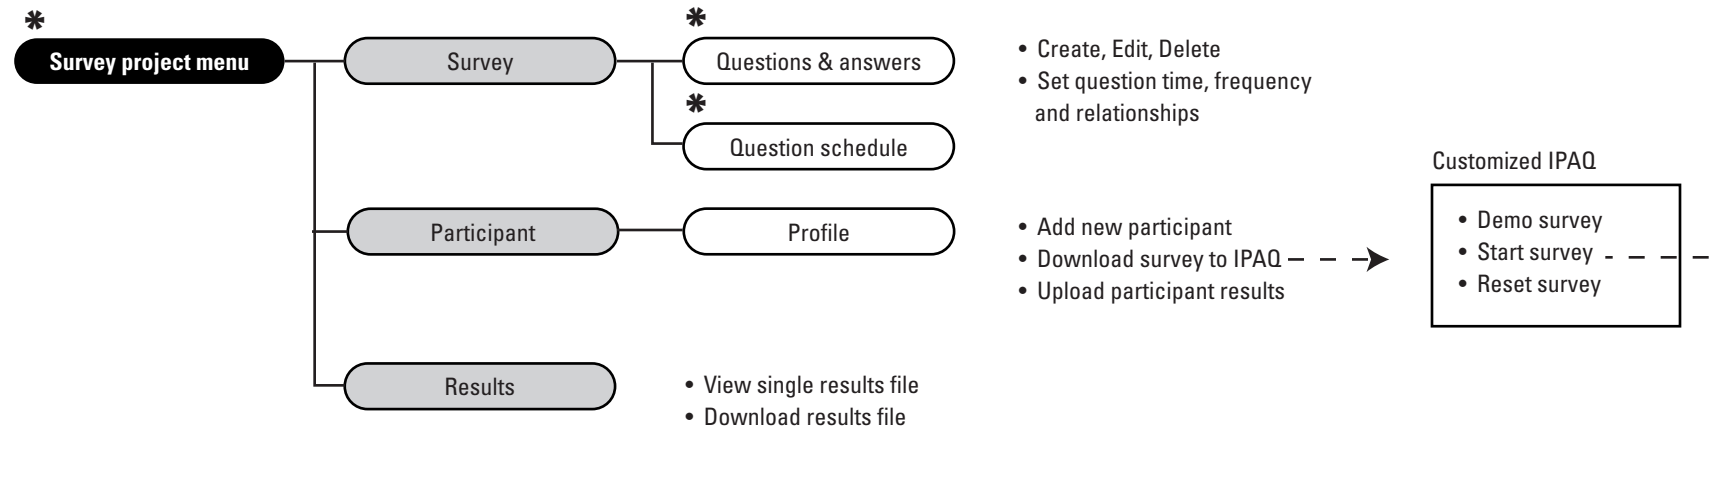 *
Survey project menu
Survey
*
Questions & answers
• Create, Edit, Delete
• Set question time, frequency
and relationships
*
Question schedule
Participant
Profile
• Add new participant
• Download survey to IPAQ
• Upload participant results
Customized IPAQ
• Demo survey
• Start survey
• Reset survey
Results
• View single results file
• Download results file